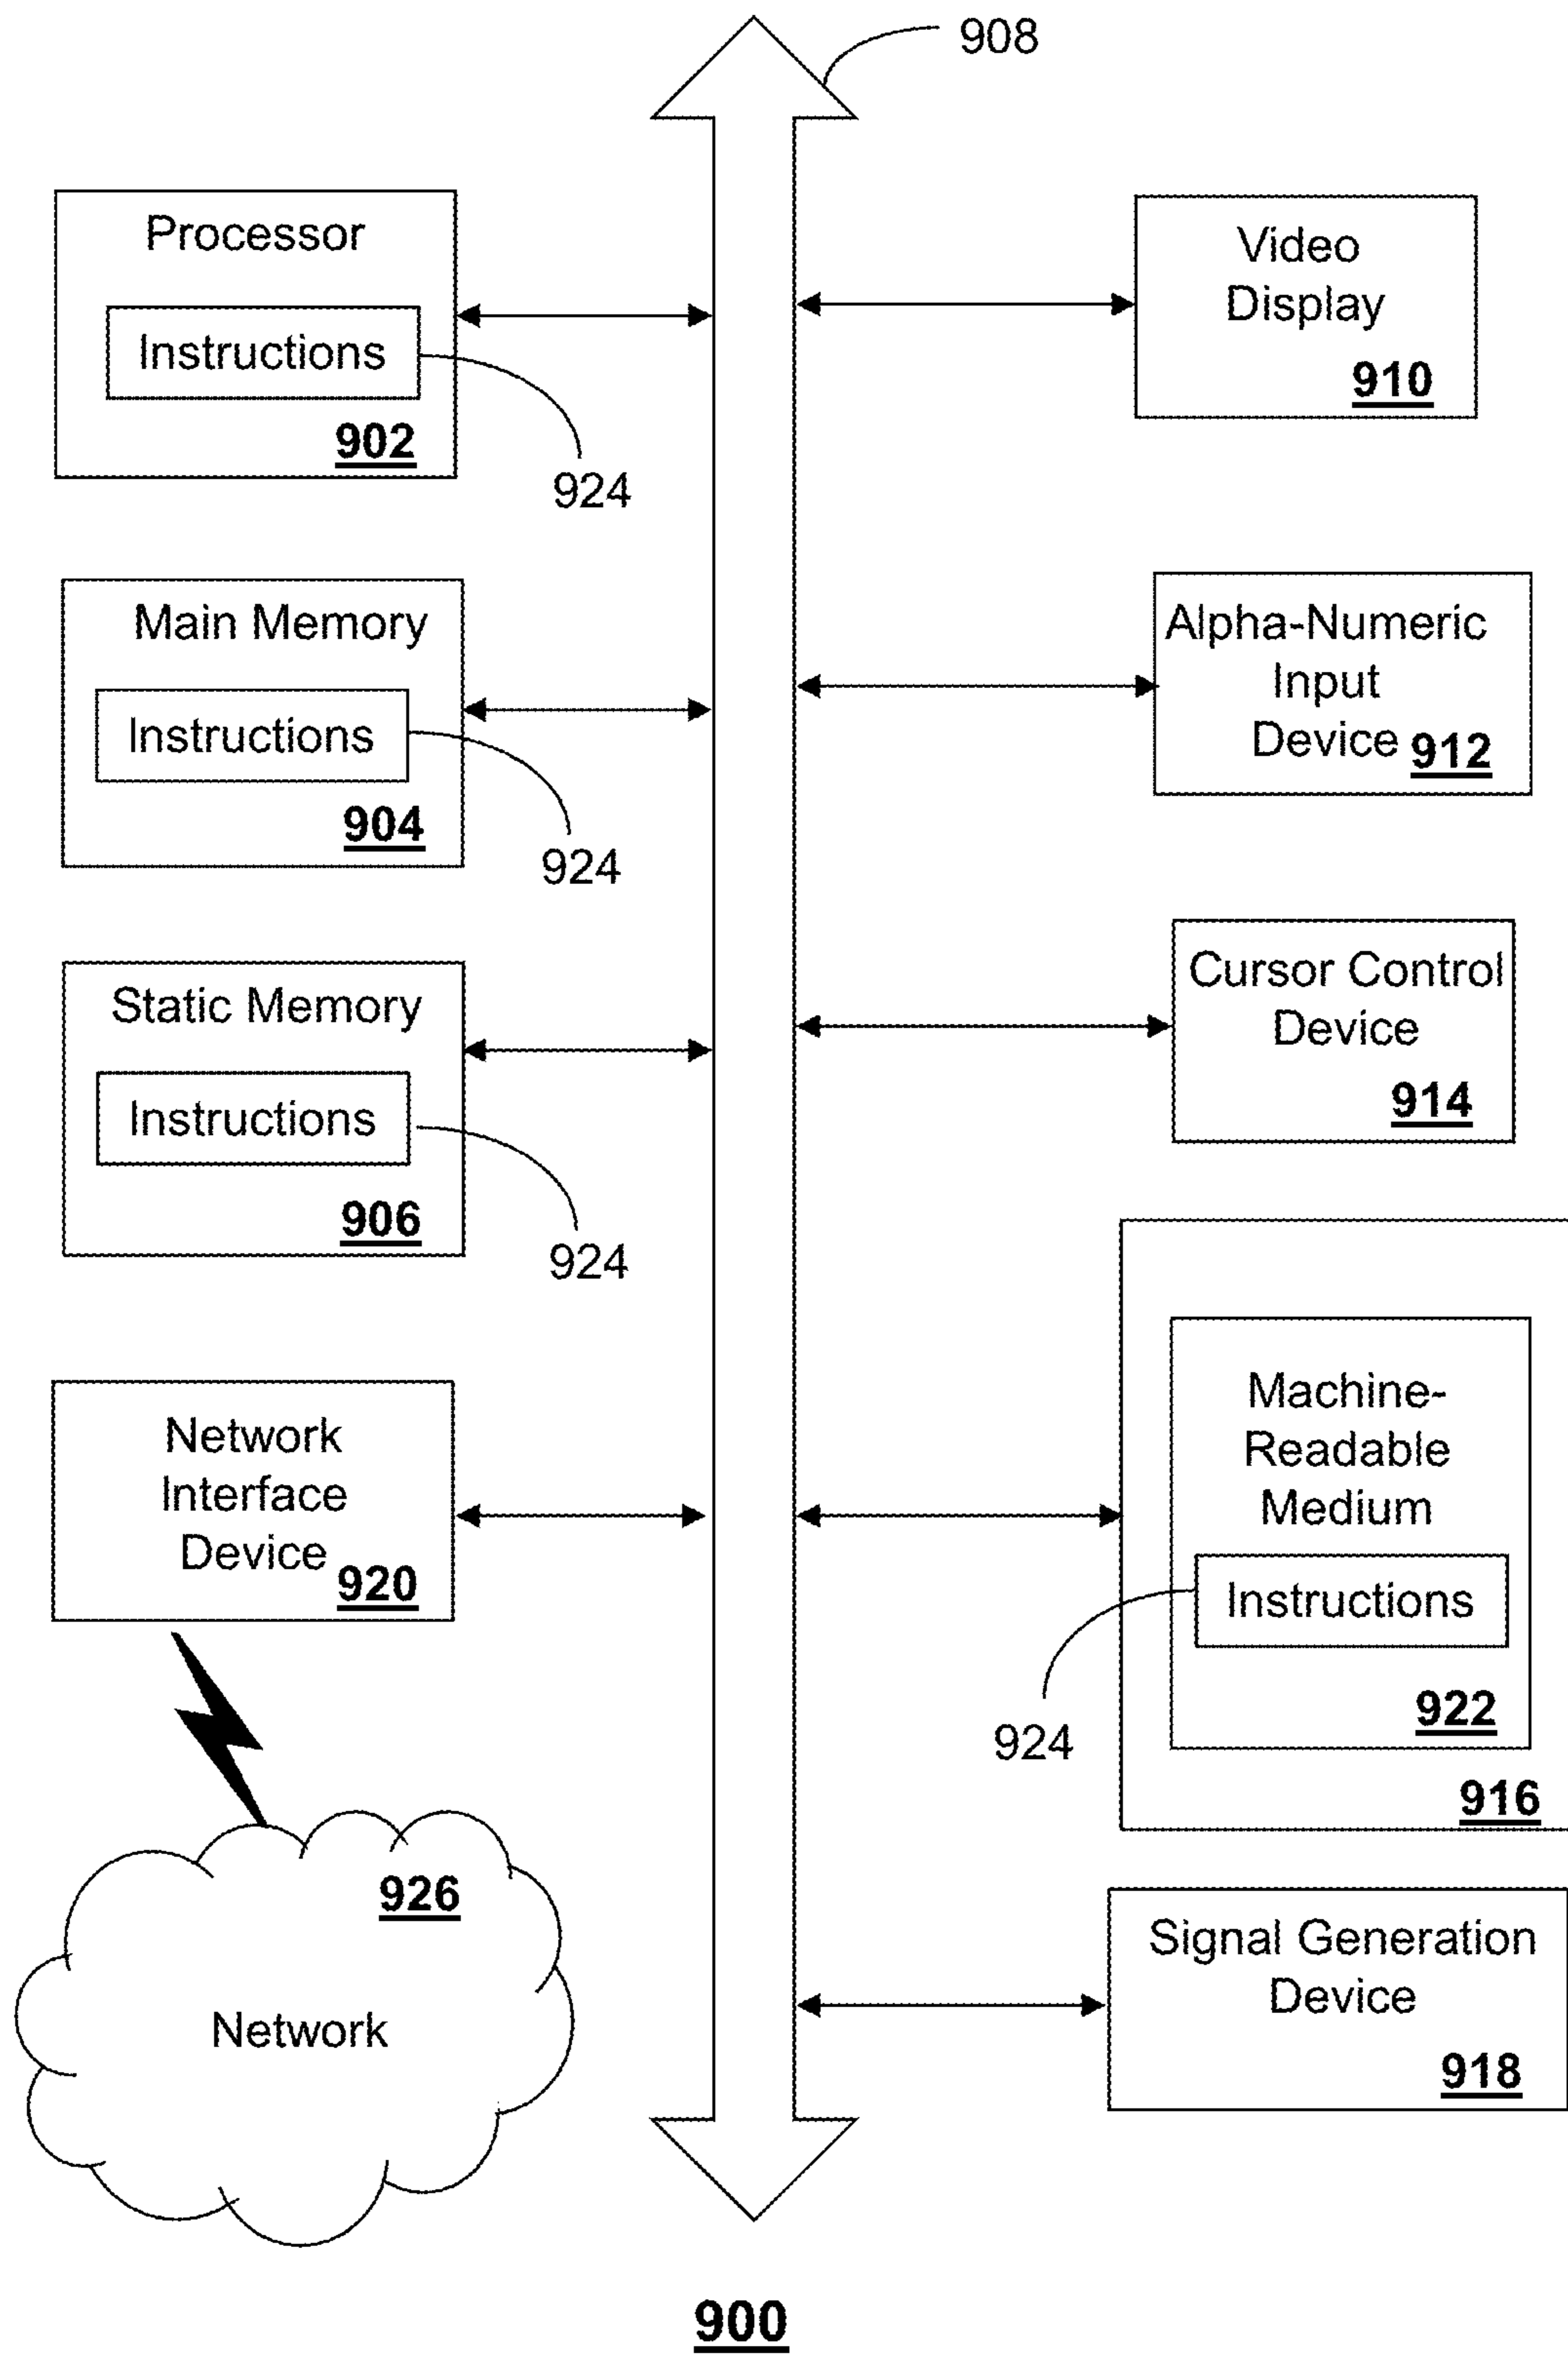 908
Processor
Instructions
902
924
Main Memory
Instructions
904
924
Static Memory
Instructions
906
924
Network
Interface
Device
920
926
Network
Video
Display
910
Alpha-Numeric
Input
Device
912
Cursor Control
Device
914
Machine-
Readable
Medium
Instructions
922
924
916
Signal Generation
Device
918
900